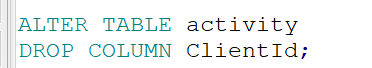 ALTER TABLE activity
DROP COLUMN ClientId;